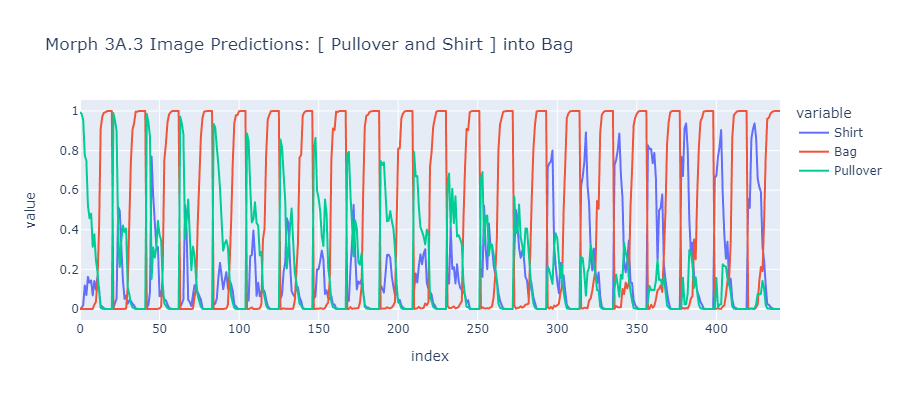 Morph 3A.3 Image Predictions: [ Pullover and Shirt ] into Bag
variable
Shirt
Bag
Pullover
value
1
0.8
0.6
0.4
0.2
0
0 50 100 150 200 250 300 350 400
index